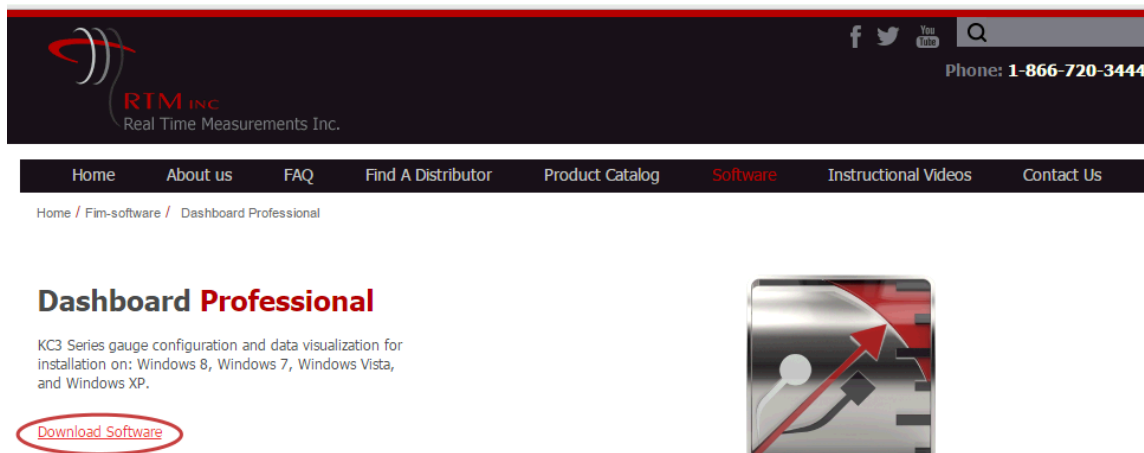 You
Tube
Phone: 1-866-720-3444
RTM INC
Real Time Measurements Inc.
Home About us FAQ Find A Distributor Product Catalog Software Instructional Videos Contact Us
Home / Fim-software / Dashboard Professional
Dashboard Professional
KC3 Series gauge configuration and data visualization for
installation on: Windows 8, Windows 7, Windows Vista,
and Windows XP.
Download Software